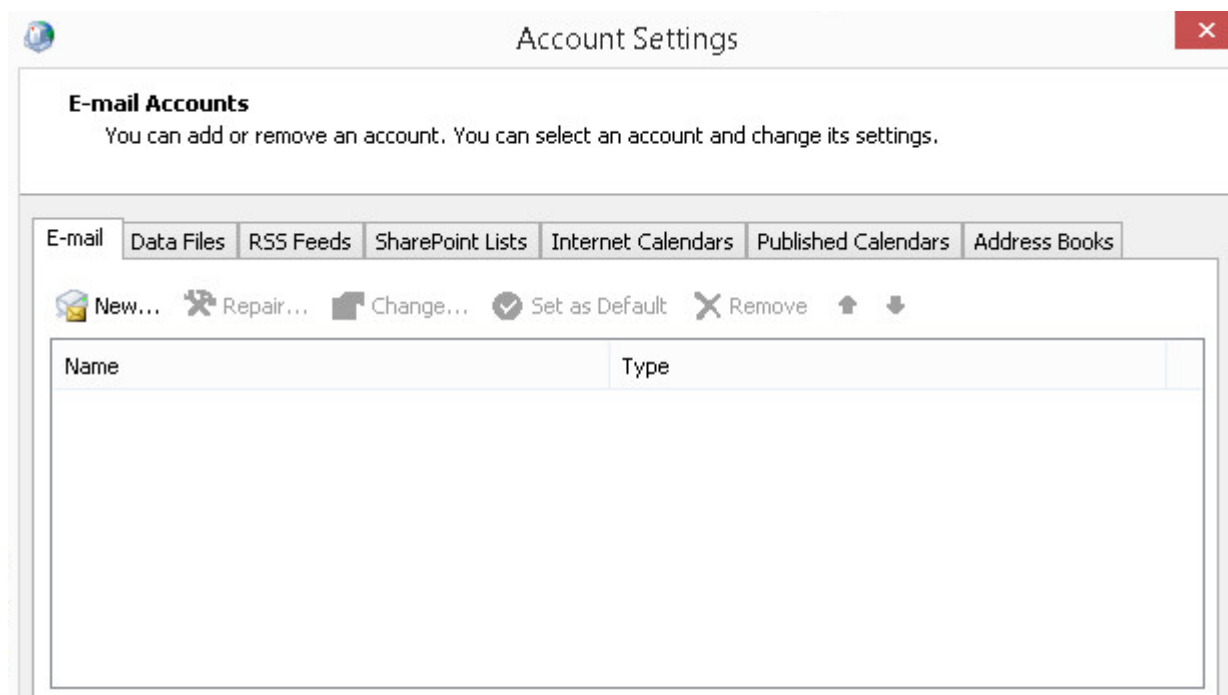 Account Settings
E-mail Accounts
You can add or remove an account. You can select an account and change its settings.
E-mail Data Files RSS Feeds SharePoint Lists Internet Calendars Published Calendars Address Books
New... Repair... Change... Set as Default Remove
Name Type